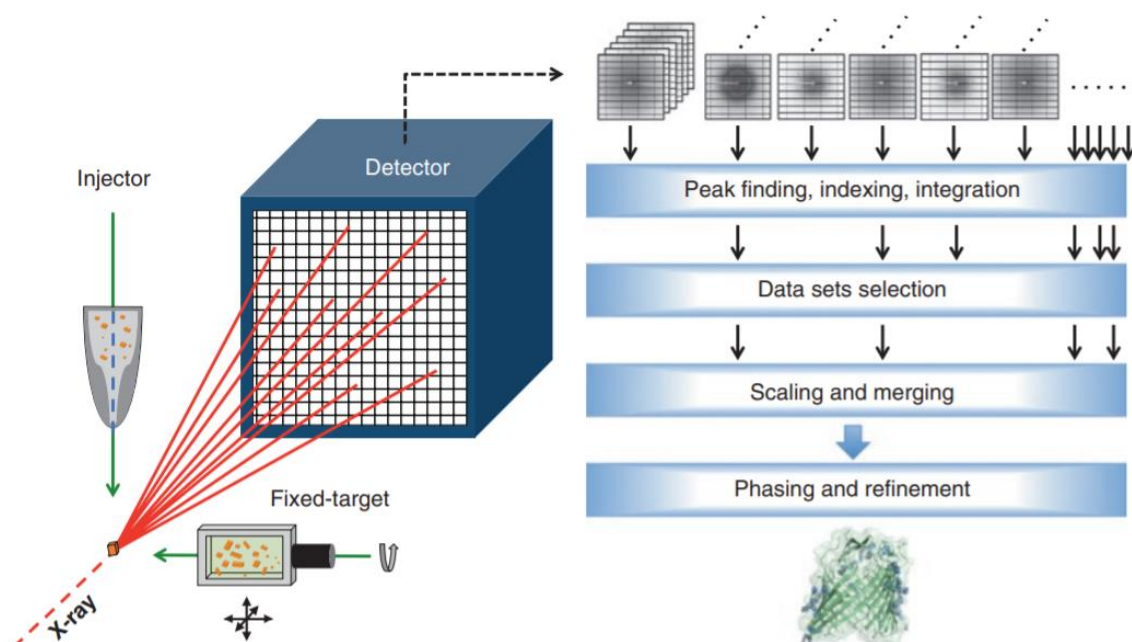 Injector
Detector
Fixed-target
X-ray
Peak finding, indexing, integration
Data sets selection
Scaling and merging
Phasing and refinement